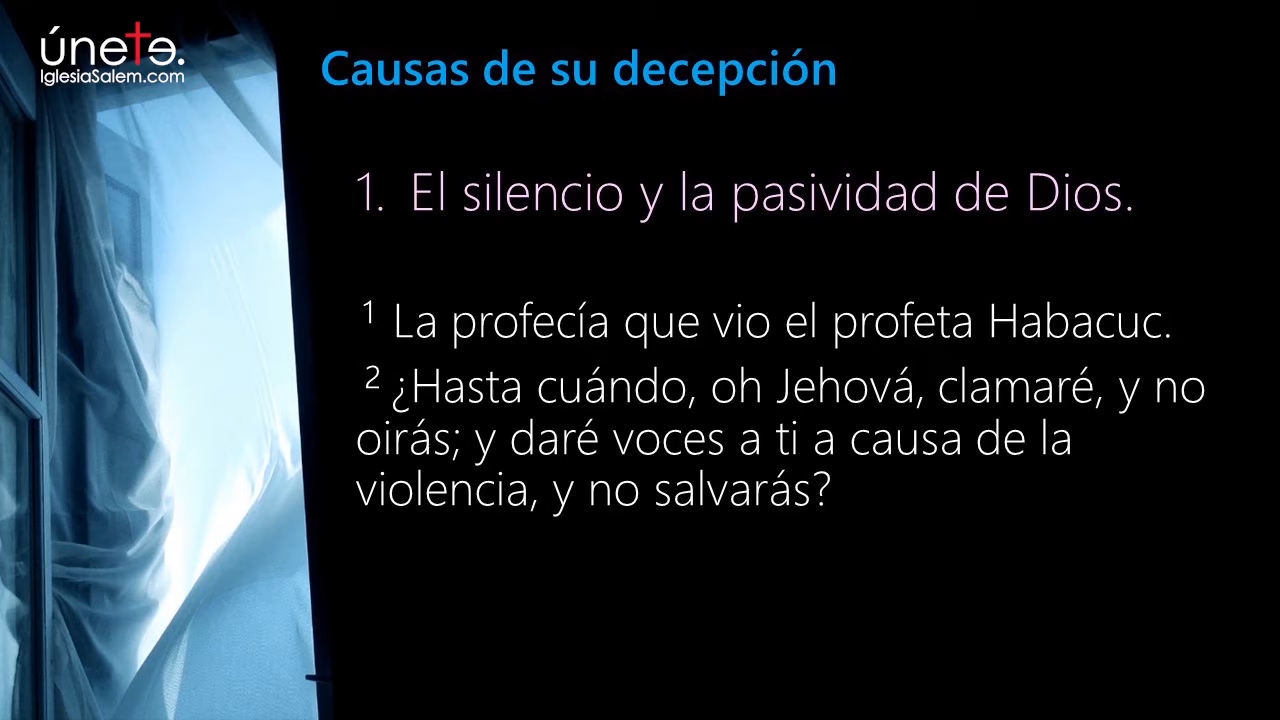 únete.
IglesiaSalem.com
Causas de su decepción
1. El silencio y la pasividad de Dios.
¹ La profecía que vio el profeta Habacuc.
² ¿Hasta cuándo, oh Jehová, clamaré, y no
oirás; y daré voces a ti a causa de la
violencia, y no salvarás?